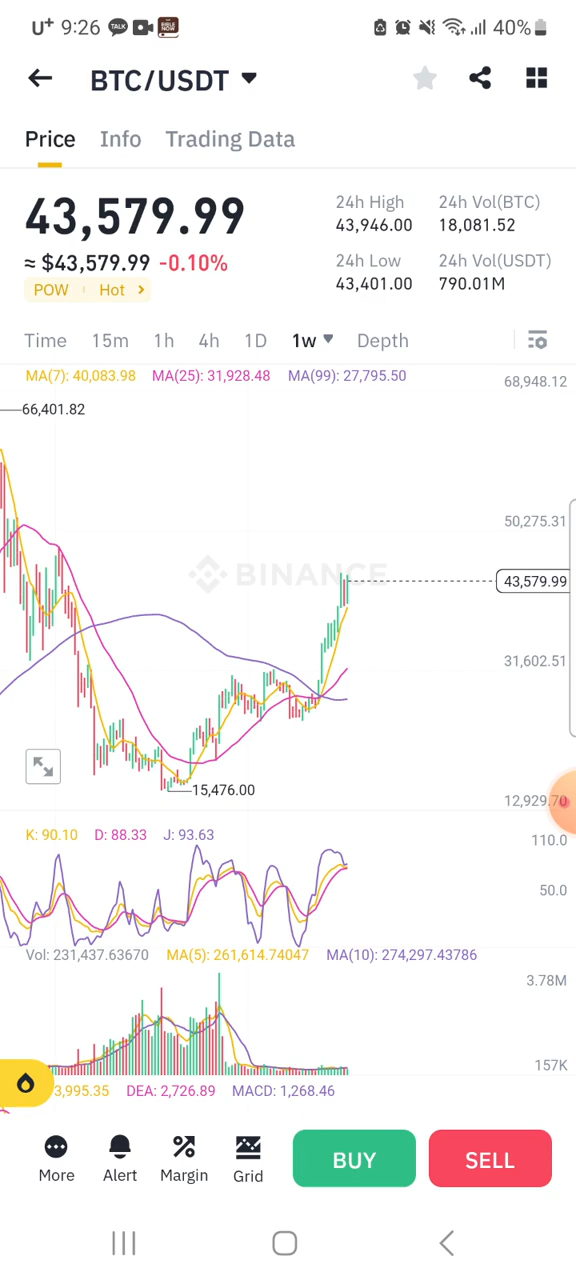 U+ 9:26 TALK BIBLE NOW 40%
BTC/USDT
Price Info Trading Data
43,579.99
≈ $43,579.99 -0.10%
POW Hot
24h High 24h Vol(BTC)
43,946.00 18,081.52
24h Low 24h Vol(USDT)
43,401.00 790.01M
Time 15m 1h 4h 1D 1w Depth
MA(7): 40,083.98 MA(25): 31,928.48 MA(99): 27,795.50
68,948.12
66,401.82
50,275.31
BINANCE
43,579.99
31,602.51
15,476.00
12,929.70
K: 90.10 D: 88.33 J: 93.63
110.0
50.0
Vol: 231,437.63670 MA(5): 261,614.74047 MA(10): 274,297.43786
3.78M
157K
3,995.35 DEA: 2,726.89 MACD: 1,268.46
More Alert Margin Grid
BUY SELL